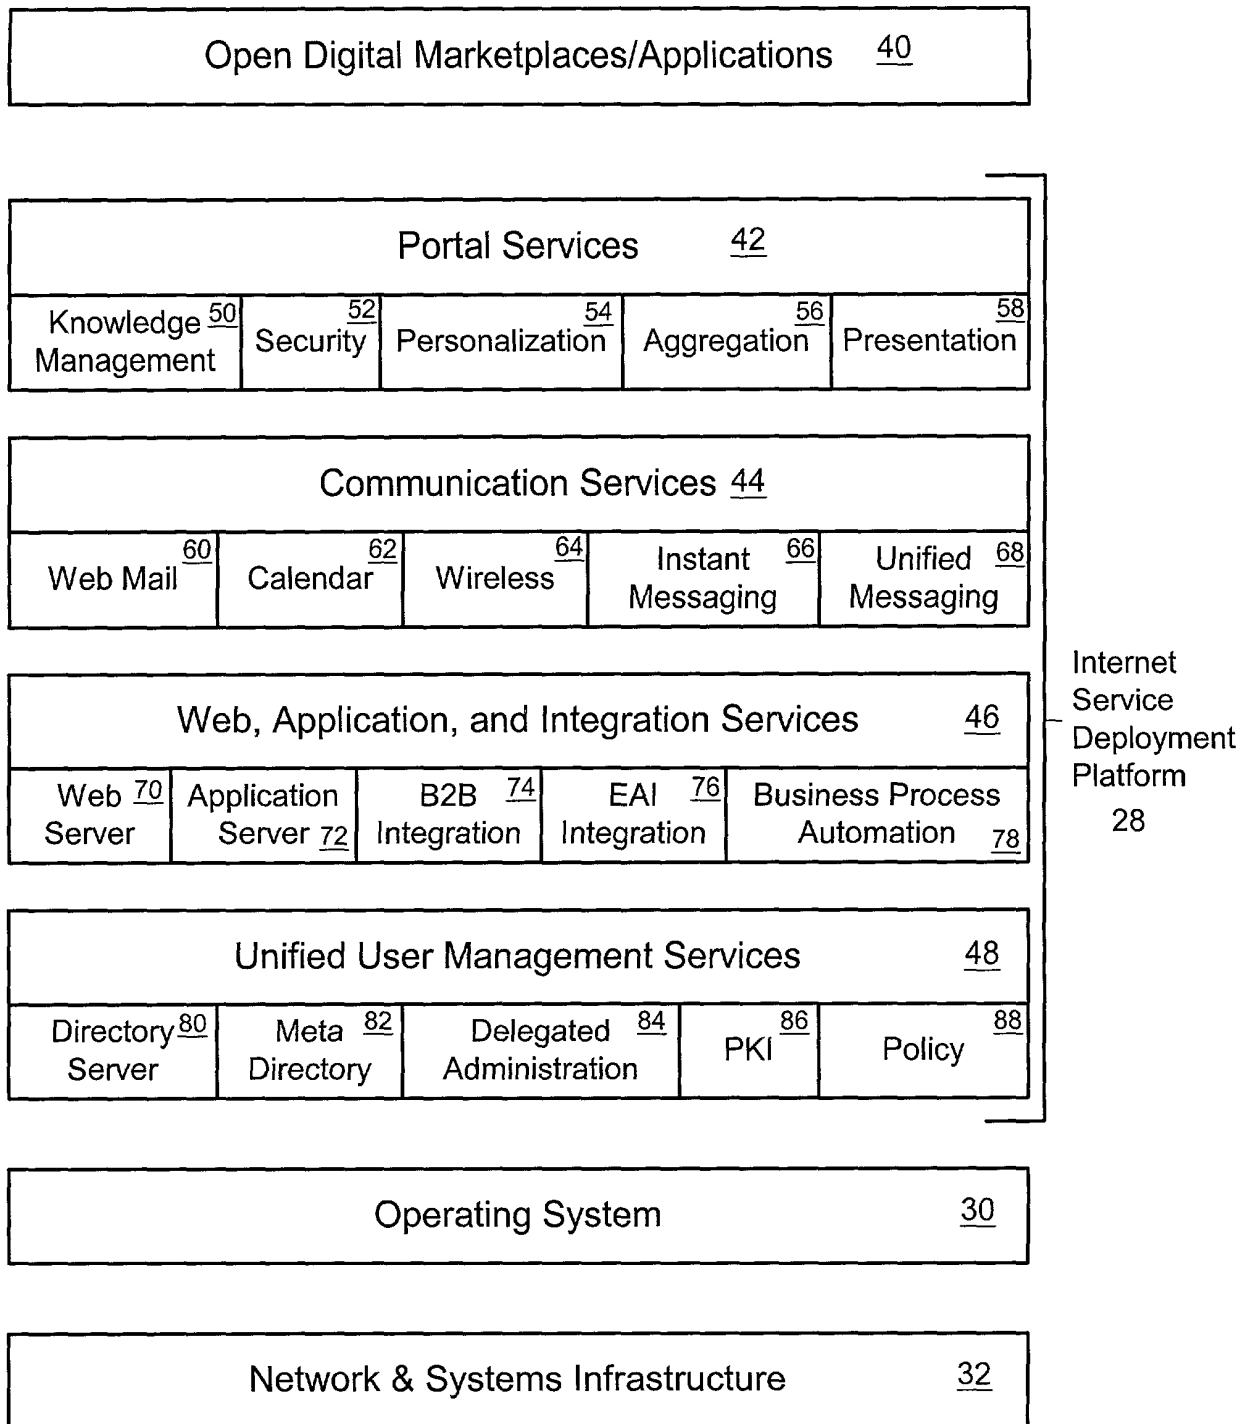 Open Digital Marketplaces/Applications 40
Portal Services 42
Knowledge 50
Management
Security 52
Personalization 54
Aggregation 56
Presentation 58
Communication Services 44
Web Mail 60
Calendar 62
Wireless 64
Instant 66
Messaging
Unified 68
Messaging
Web, Application, and Integration Services 46
Web 70
Server
Application
Server 72
B2B 74
Integration
EAI 76
Integration
Business Process
Automation 78
Unified User Management Services 48
Directory 80
Server
Meta 82
Directory
Delegated 84
Administration
PKI 86
Policy 88
Internet
Service
Deployment
Platform
28
Operating System 30
Network & Systems Infrastructure 32